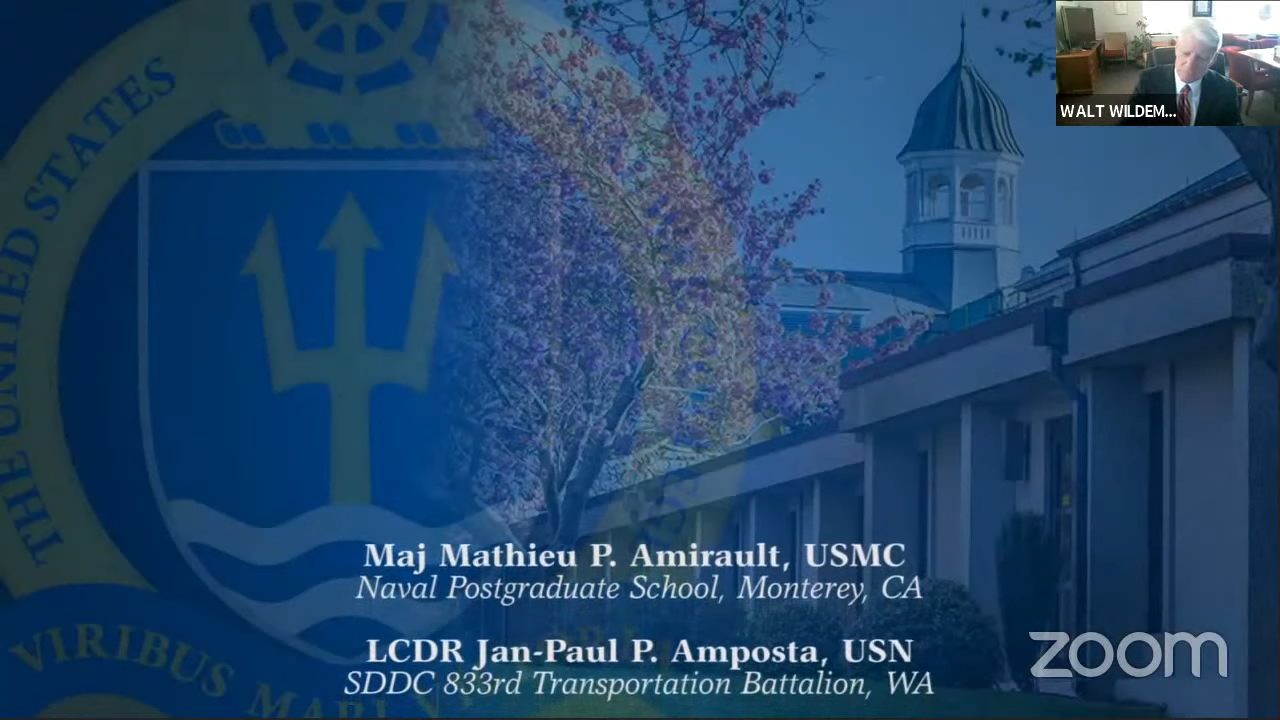 WALT WILDEM...
THE UNITED STATES
VIRIBUS
Maj Mathieu P. Amirault, USMC
Naval Postgraduate School, Monterey, CA
LCDR Jan-Paul P. Amposta, USN
SDDC 833rd Transportation Battalion, WA
zoom